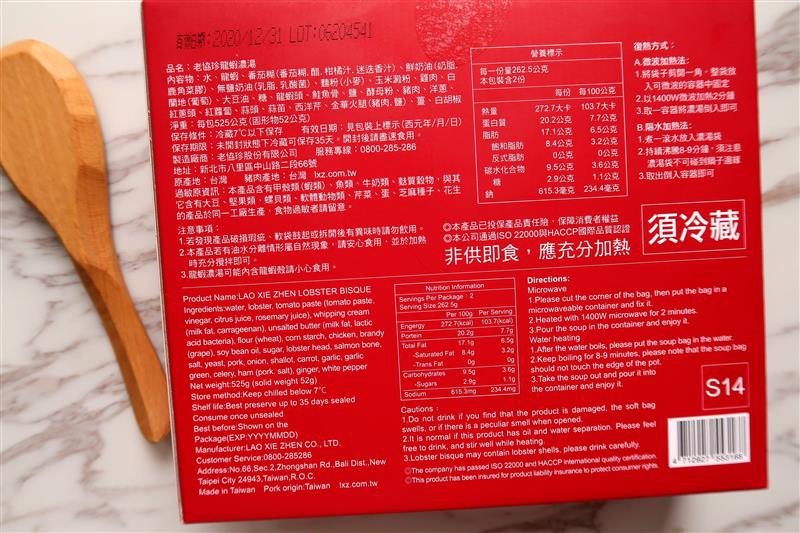 有效日期:2020/12/31 LOT:06204541
品名：老協珍龍蝦濃湯
內容物：水、龍蝦、番茄糊(番茄糊,醋,柑橘汁,迷迭香汁)、鮮奶油(奶脂,
鹿角菜膠)、無鹽奶油(乳脂,乳酸菌)、麵粉(小麥)、玉米澱粉、雞肉、白
蘭地(葡萄)、大豆油、糖、龍蝦頭、鮭魚骨、鹽、酵母粉、豬肉、洋蔥、
紅蔥頭、紅蘿蔔、蒜頭、蒜苗、西洋芹、金華火腿(豬肉,鹽)、薑、白胡椒
淨重：每包525公克(固形物52公克)
保存條件：冷藏7℃以下保存 有效日期：見包裝上標示(西元年/月/日)
保存期限：未開封狀態下冷藏可保存35天。開封後請盡速食用。
製造廠商：老協珍股份有限公司 服務專線：0800-285-286
地址：新北市八里區中山路二段66號
原產地：台灣 豬肉產地：台灣 lxz.com.tw
過敏原資訊：本產品含有甲殼類(蝦類)、魚類、牛奶類、麩質穀物，與其
它含有大豆、堅果類、螺貝類、軟體動物類、芹菜、蛋、芝麻種子、花生
的產品於同一工廠生產，食物過敏者請留意。
注意事項：
1.若發現產品破損瑕疵、軟袋鼓起或拆開後有異味時請勿飲用。
2.本產品若有油水分離情形屬自然現象，請安心食用，並於加熱
時充分攪拌即可。
3.龍蝦濃湯可能內含龍蝦殼請小心食用。
營養標示
每一份量262.5公克
本包裝含2份
每份 每100公克
熱量 272.7大卡 103.7大卡
蛋白質 20.2公克 7.7公克
脂肪 17.1公克 6.5公克
飽和脂肪 8.4公克 3.2公克
反式脂肪 0公克 0公克
碳水化合物 9.5公克 3.6公克
糖 2.9公克 1.1公克
鈉 615.3毫克 234.4毫克
復熱方式：
A.微波加熱法:
1.將袋子剪開一角，整袋放
入可微波的容器中固定
2.以1400W微波加熱2分鐘
3.取一容器將濃湯倒入即可
B.隔水加熱法:
1.煮一滾水放入濃湯袋
2.持續沸騰8-9分鐘，須注意
濃湯袋不可碰到鍋子邊緣
3.取出倒入容器即可
◎本產品已投保產品責任險，保障消費者權益
◎本公司通過ISO 22000與HACCP國際品質認證
非供即食，應充分加熱
須冷藏
Product Name:LAO XIE ZHEN LOBSTER BISQUE
Ingredients:water, lobster, tomato paste (tomato paste,
vinegar, citrus juice, rosemary juice), whipping cream
(milk fat, carrageenan), unsalted butter (milk fat, lactic
acid bacteria), flour (wheat), corn starch, chicken, brandy
(grape), soy bean oil, sugar, lobster head, salmon bone,
salt, yeast, pork, onion, shallot, carrot, garlic, garlic
green, celery, ham (pork, salt), ginger, white pepper
Net weight:525g (solid weight 52g)
Store method:Keep chilled below 7℃
Shelf life:Best preserve up to 35 days sealed
Consume once unsealed
Best before:Shown on the
Package(EXP:YYYYMMDD)
Manufacturer:LAO XIE ZHEN CO., LTD.
Customer Service:0800-285286
Address:No.66,Sec.2,Zhongshan Rd.,Bali Dist.,New
Taipei City 24943,Taiwan,R.O.C.
Made in Taiwan Pork origin:Taiwan lxz.com.tw
Nutrition Information
Servings Per Package：2
Serving Size:262.5g
Per 100g Per Serving
Engergy 272.7(kcal) 103.7(kcal)
Portein 20.2g 7.7g
Total Fat 17.1g 6.5g
-Saturated Fat 8.4g 3.2g
-Trans Fat 0g 0g
Carbohydrates 9.5g 3.6g
-Sugars 2.9g 1.1g
Sodium 615.3mg 234.4mg
Directions:
Microwave
1.Please cut the corner of the bag, then put the bag in a
microwaveable container and fix it.
2.Heated with 1400W microwave for 2 minutes.
3.Pour the soup in the container and enjoy it.
Water heating
1.After the water boils, please put the soup bag in the water.
2.Keep boiling for 8-9 minutes, please note that the soup bag
should not touch the edge of the pot.
3.Take the soup out and pour it into
the container and enjoy it.
S14
Cautions：
1.Do not drink if you find that the product is damaged, the soft bag
swells, or if there is a peculiar smell when opened.
2.It is normal if this product has oil and water separation. Please feel
free to drink, and stir well while heating.
3.Lobster bisque may contain lobster shells, please drink carefully.
◎The company has passed ISO 22000 and HACCP international quality certification.
◎This product has been insured for product liability insurance to protect consumer rights.
4 712927 553168